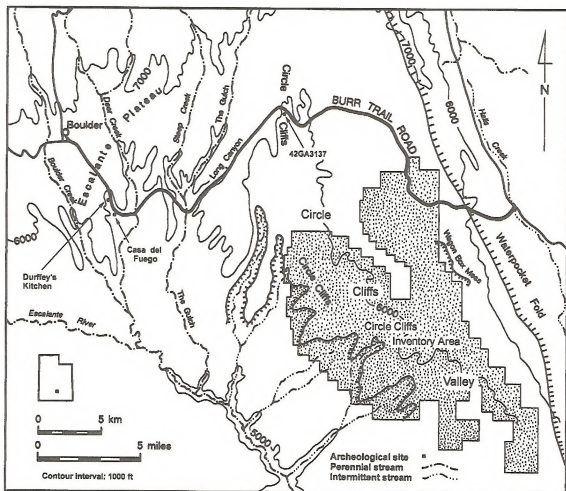 Boulder
Deer Creek
Escalante Plateau
7000
Steep Creek
The Gulch
Circle
Cliffs
42GA3137
BURR TRAIL
ROAD
7000
6000
Halls
Creek
N
Long Canyon
Boulder Creek
6000
Durffey's
Kitchen
Casa del
Fuego
Circle
Wagon Box Mesa
Waterpocket
Fold
Circle Cliffs
Cliffs
6000
The Gulch
Escalante
River
Circle Cliffs
Inventory Area
Valley
5000
0 5 km
0 5 miles
Contour Interval: 1000 ft
Archeological site
Perennial stream
Intermittent stream